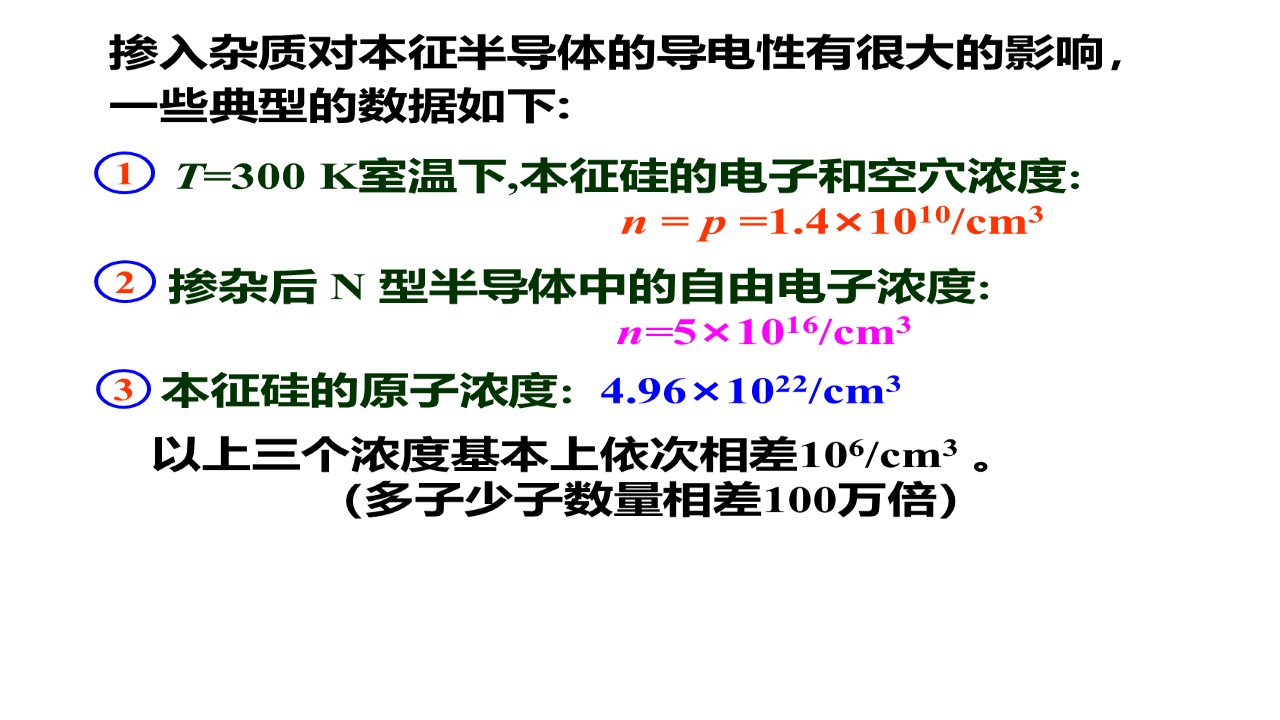 掺入杂质对本征半导体的导电性有很大的影响，
一些典型的数据如下:
1 T=300 K室温下,本征硅的电子和空穴浓度:
n = p =1.4×10¹⁰/cm³
2 掺杂后 N 型半导体中的自由电子浓度:
n=5×10¹⁶/cm³
3 本征硅的原子浓度: 4.96×10²²/cm³
以上三个浓度基本上依次相差10⁶/cm³ 。
（多子少子数量相差100万倍）